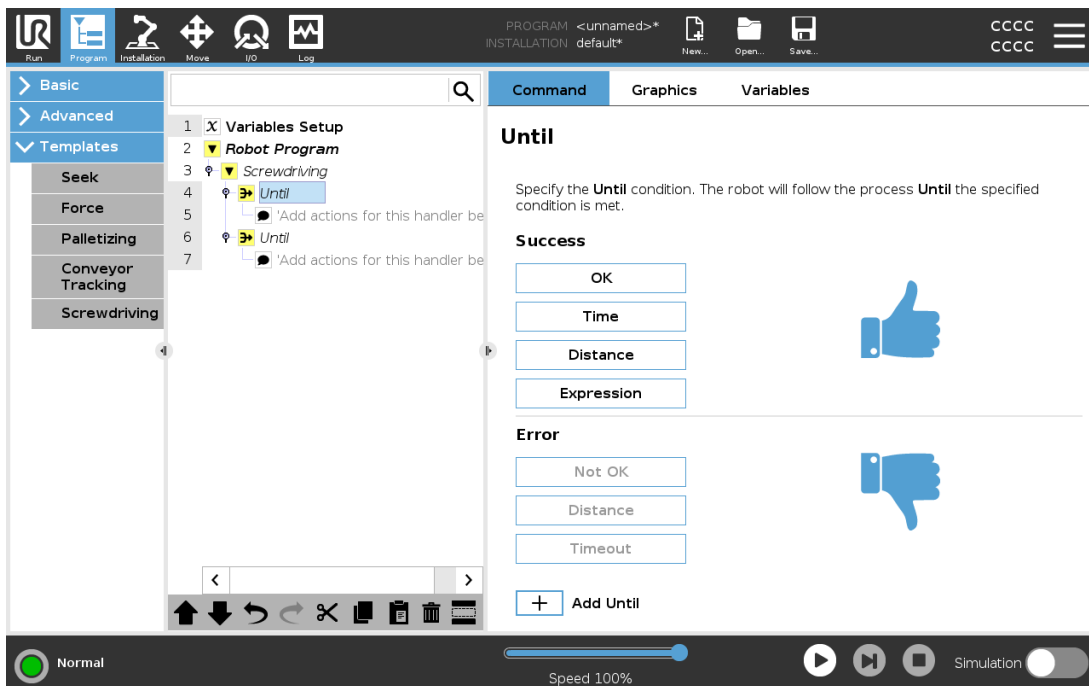 UR
Run
Program
Installation
Move
I/O
Log
PROGRAM <unnamed>*
INSTALLATION default*
New...
Open...
Save...
CCCC
CCCC
Basic
Advanced
Templates
Seek
Force
Palletizing
Conveyor
Tracking
Screwdriving
1 X Variables Setup
2 Robot Program
3 Screwdriving
4 Until
5 'Add actions for this handler be
6 Until
7 'Add actions for this handler be
Command Graphics Variables
Until
Specify the Until condition. The robot will follow the process Until the specified
condition is met.
Success
OK
Time
Distance
Expression
Error
Not OK
Distance
Timeout
+ Add Until
Normal
Speed 100%
Simulation